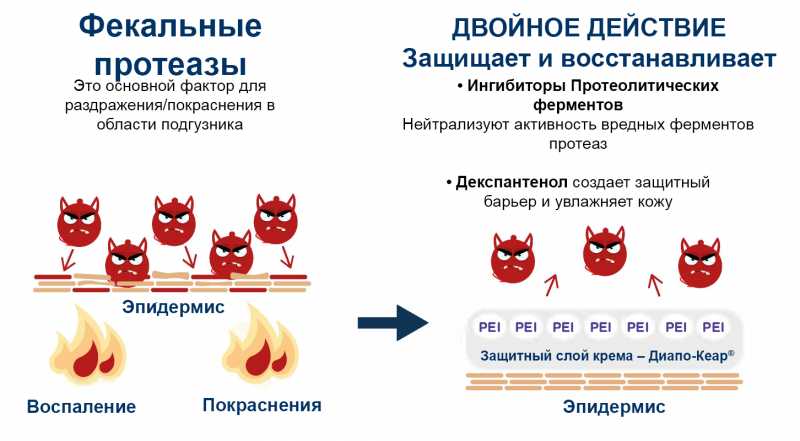 Фекальные
протеазы
Это основной фактор для
раздражения/покраснения в
области подгузника
Эпидермис
Воспаление
Покраснения
ДВОЙНОЕ ДЕЙСТВИЕ
Защищает и восстанавливает
• Ингибиторы Протеолитических
ферментов
Нейтрализуют активность вредных ферментов
протеаз
• Декспантенол создает защитный
барьер и увлажняет кожу
PEI PEI PEI PEI PEI PEI PEI
Защитный слой крема – Диапо-Кеар®
Эпидермис